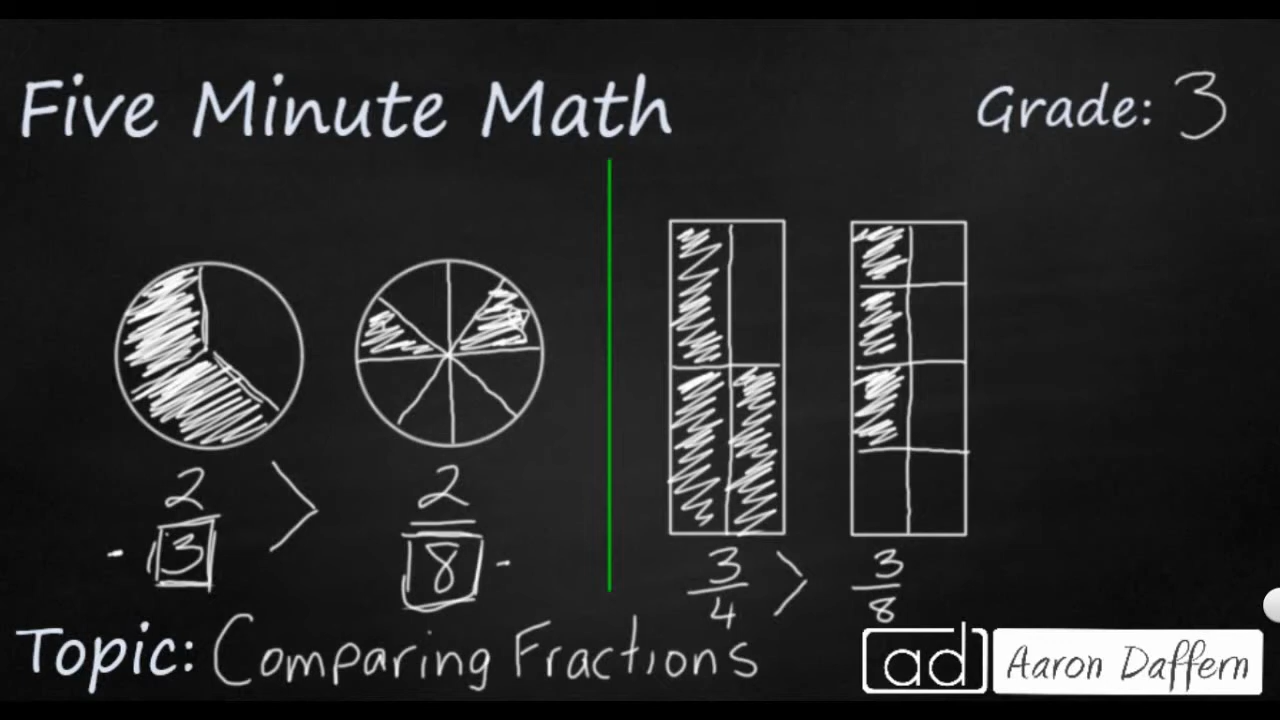 Five Minute Math
Grade: 3
2
3
>
2
8
3
4
>
3
8
Topic: Comparing Fractions
ad Aaron Daffern